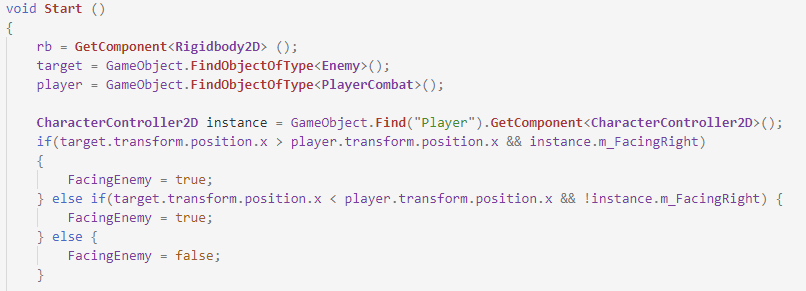 void Start ()
{
rb = GetComponent<Rigidbody2D> ();
target = GameObject.FindObjectOfType<Enemy>();
player = GameObject.FindObjectOfType<PlayerCombat>();
CharacterController2D instance = GameObject.Find("Player").GetComponent<CharacterController2D>();
if(target.transform.position.x > player.transform.position.x && instance.m_FacingRight)
{
FacingEnemy = true;
} else if(target.transform.position.x < player.transform.position.x && !instance.m_FacingRight) {
FacingEnemy = true;
} else {
FacingEnemy = false;
}